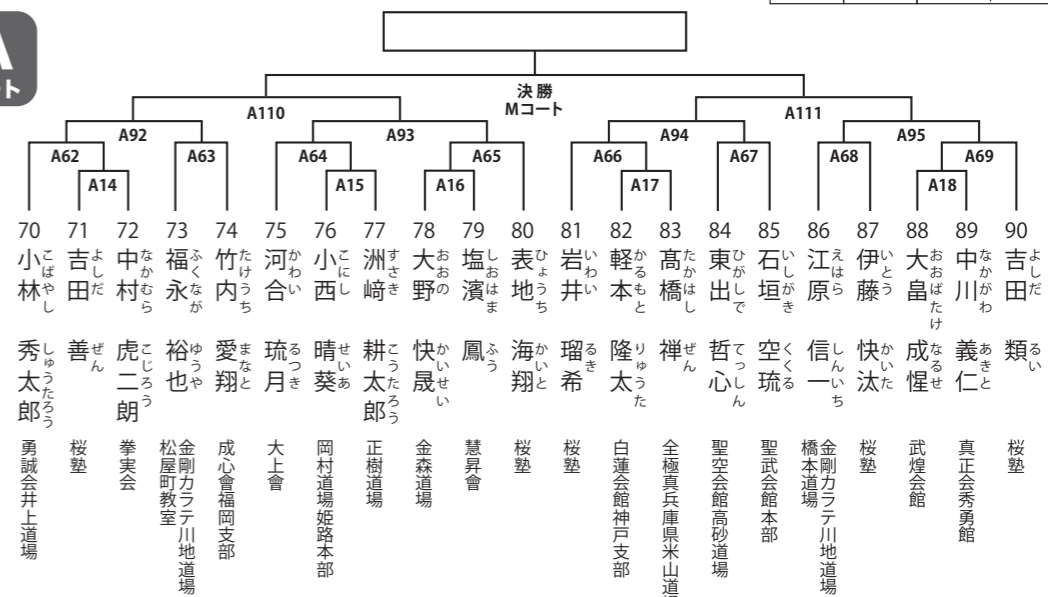 A
決 勝
Mコート
A110
A111
A92
A93
A94
A95
A62
A63
A64
A65
A66
A67
A68
A69
A14
A15
A16
A17
A18
70 小林 秀太郎 こばやし しゅうたろう 勇誠会井上道場
71 吉田 善 よしだ ぜん 桜塾
72 中村 虎二朗 なかむら こじろう 拳実会
73 福永 裕也 ふくなが ゆうや 金剛カラテ川地道場 松屋町教室
74 竹内 愛翔 たけうち まなと 成心會福岡支部
75 河合 琉月 かわい るつき 大上會
76 小西 晴葵 こにし せいあ 岡村道場姫路本部
77 洲﨑 耕太郎 すさき こうたろう 正樹道場
78 大野 快晟 おおの かいせい 金森道場
79 塩濱 鳳 しおはま ふう 慧昇會
80 表地 海翔 ひょうち かいと 桜塾
81 岩井 瑠希 いわい るき 桜塾
82 軽本 隆太 かるもと りゅうた 白蓮会館神戸支部
83 髙橋 禅 たかはし ぜん 全極真兵庫県米山道
84 東出 哲心 ひがしで てっしん 聖空会館高砂道場
85 石垣 空琉 いしがき くくる 聖武会館本部
86 江原 信一 えはら しんいち 金剛カラテ川地道場 橋本道場
87 伊藤 快汰 いとう かいた 桜塾
88 大畠 成惺 おおばたけ なるせ 武煌会館
89 中川 義仁 なかがわ あきと 真正会秀勇館
90 吉田 類 よしだ るい 桜塾